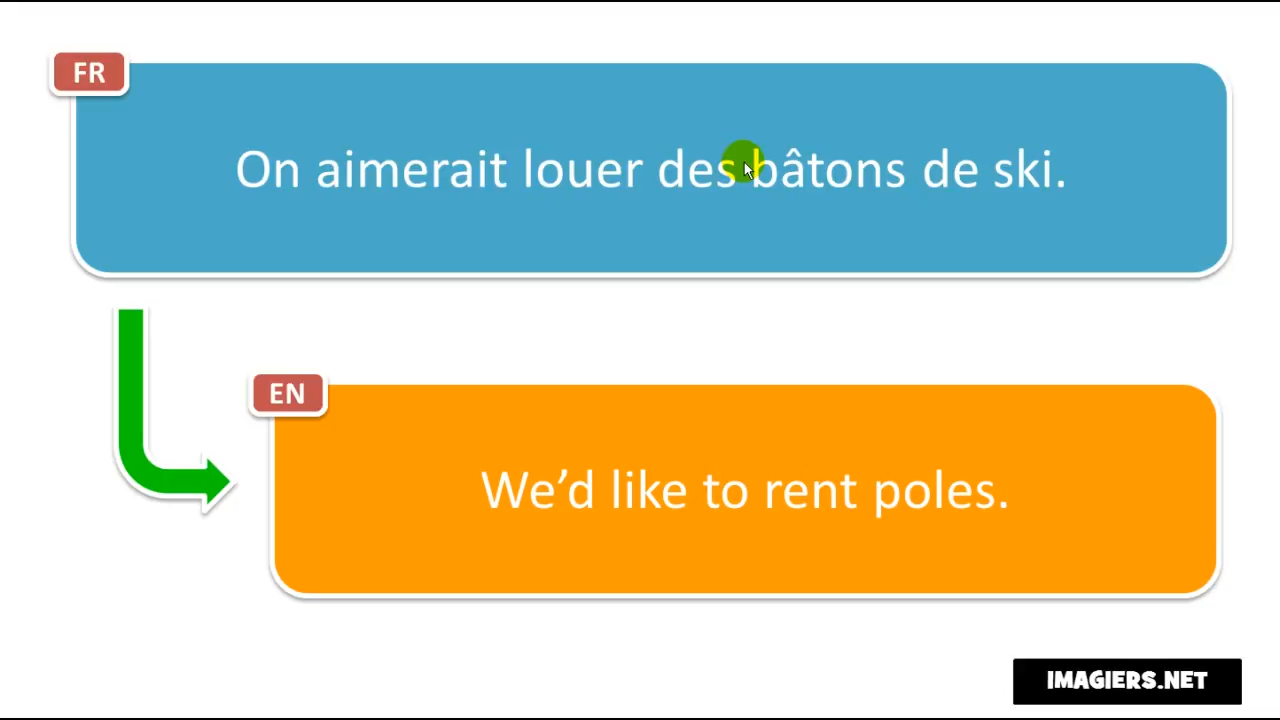 FR
On aimerait louer des bâtons de ski.
EN
We’d like to rent poles.
IMAGIERS.NET